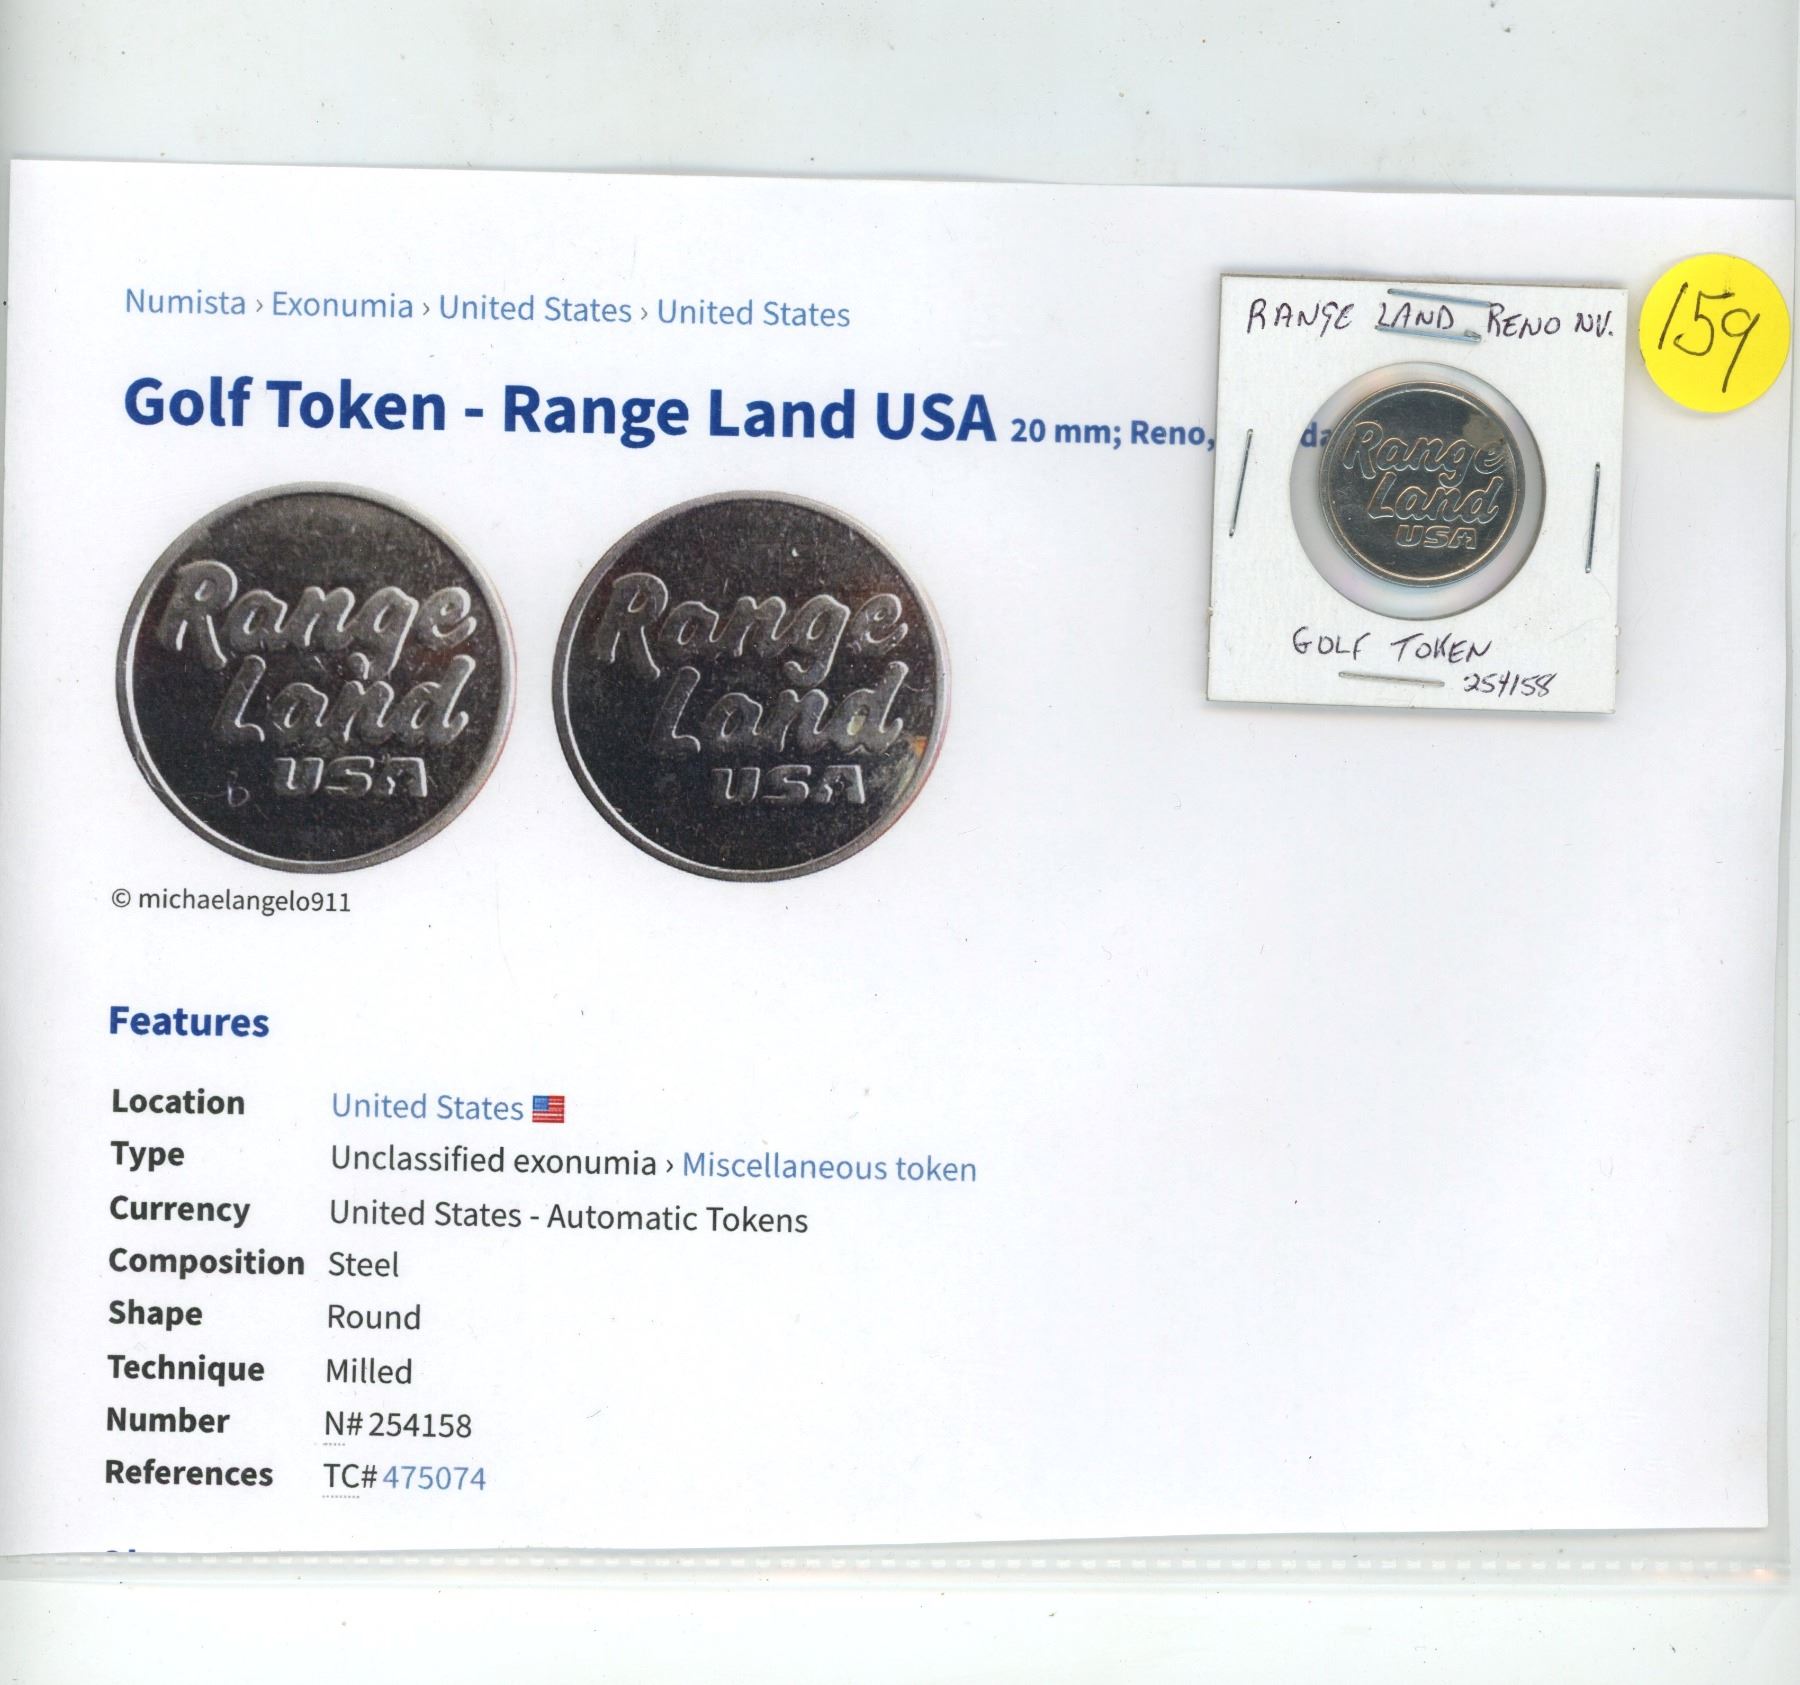 Numista › Exonumia › United States › United States
Golf Token - Range Land USA 20 mm; Reno, da
Range
Land
USA
Range
Land
USA
© michaelangelo911
RANGE LAND RENO NV.
Range
Land
USA
GOLF TOKEN
254158
159
Features
Location United States
Type Unclassified exonumia › Miscellaneous token
Currency United States - Automatic Tokens
Composition Steel
Shape Round
Technique Milled
Number N# 254158
References TC# 475074